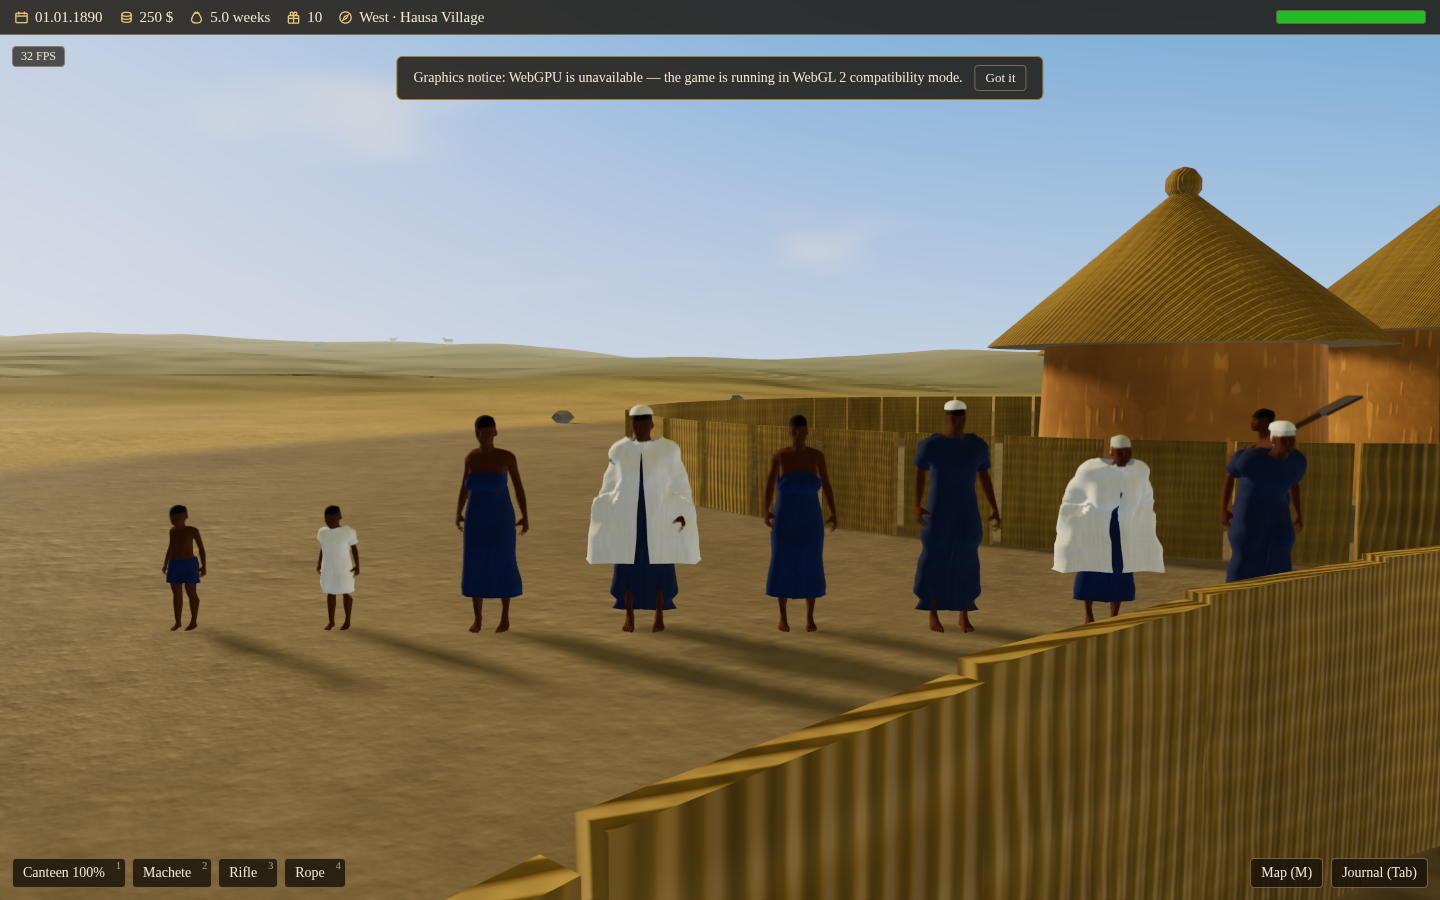 01.01.1890 250 $ 5.0 weeks 10 West · Hausa Village
32 FPS
Graphics notice: WebGPU is unavailable — the game is running in WebGL 2 compatibility mode. Got it
Canteen 100% 1 Machete 2 Rifle 3 Rope 4 Map (M) Journal (Tab)